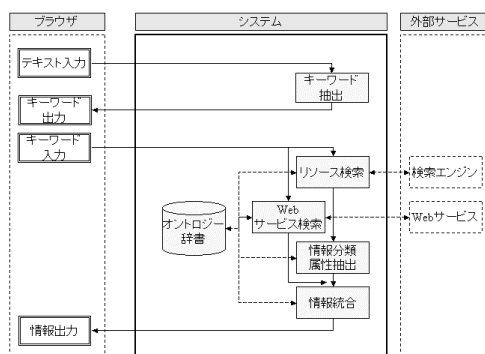 ブラウザ
システム
外部サービス
テキスト入力
キーワード
抽出
キーワード
出力
キーワード
入力
リソース検索
検索エンジン
Web
サービス検索
Webサービス
オントロジー
辞書
情報分類
属性抽出
情報統合
情報出力